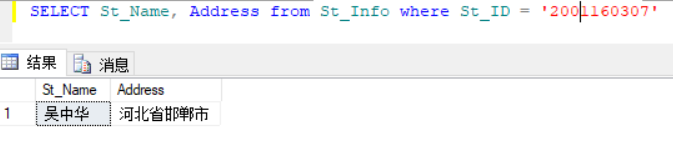 SELECT St_Name, Address from St_Info where St_ID = '2001160307'
结果 消息
St_Name Address
1 吴中华 河北省邯郸市